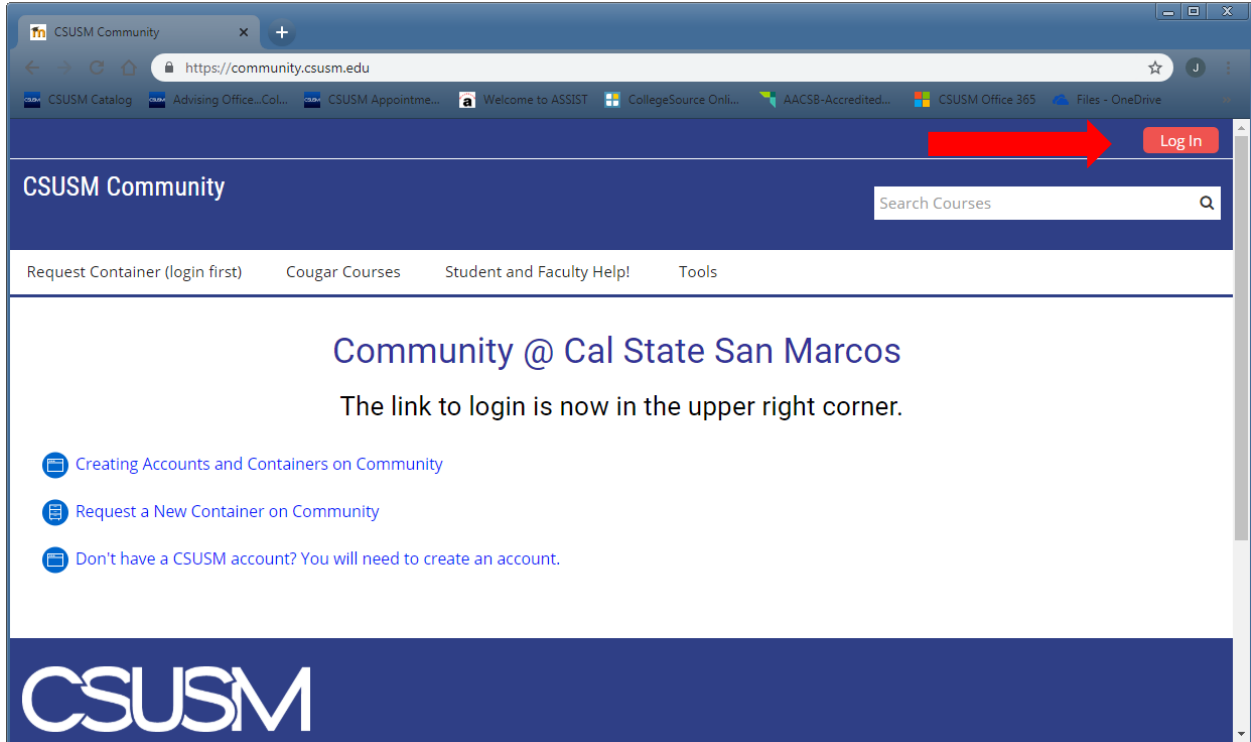 CSUSM Community
https://community.csusm.edu
J
CSUSM Catalog Advising Office...Col... CSUSM Appointme... Welcome to ASSIST CollegeSource Onli... AACSB-Accredited... CSUSM Office 365 Files - OneDrive
Log In
CSUSM Community
Search Courses
Request Container (login first) Cougar Courses Student and Faculty Help! Tools
Community @ Cal State San Marcos
The link to login is now in the upper right corner.
Creating Accounts and Containers on Community
Request a New Container on Community
Don't have a CSUSM account? You will need to create an account.
CSUSM